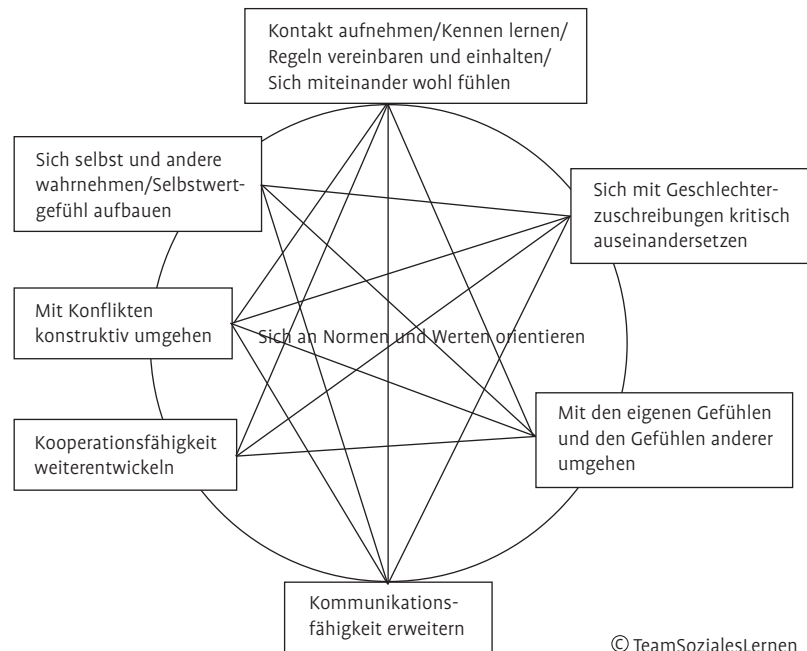 Kontakt aufnehmen/Kennen lernen/
Regeln vereinbaren und einhalten/
Sich miteinander wohl fühlen
Sich selbst und andere
wahrnehmen/Selbstwert-
gefühl aufbauen
Sich mit Geschlechter-
zuschreibungen kritisch
auseinandersetzen
Mit Konflikten
konstruktiv umgehen
Sich an Normen und Werten orientieren
Kooperationsfähigkeit
weiterentwickeln
Mit den eigenen Gefühlen
und den Gefühlen anderer
umgehen
Kommunikations-
fähigkeit erweitern
© TeamSozialesLernen